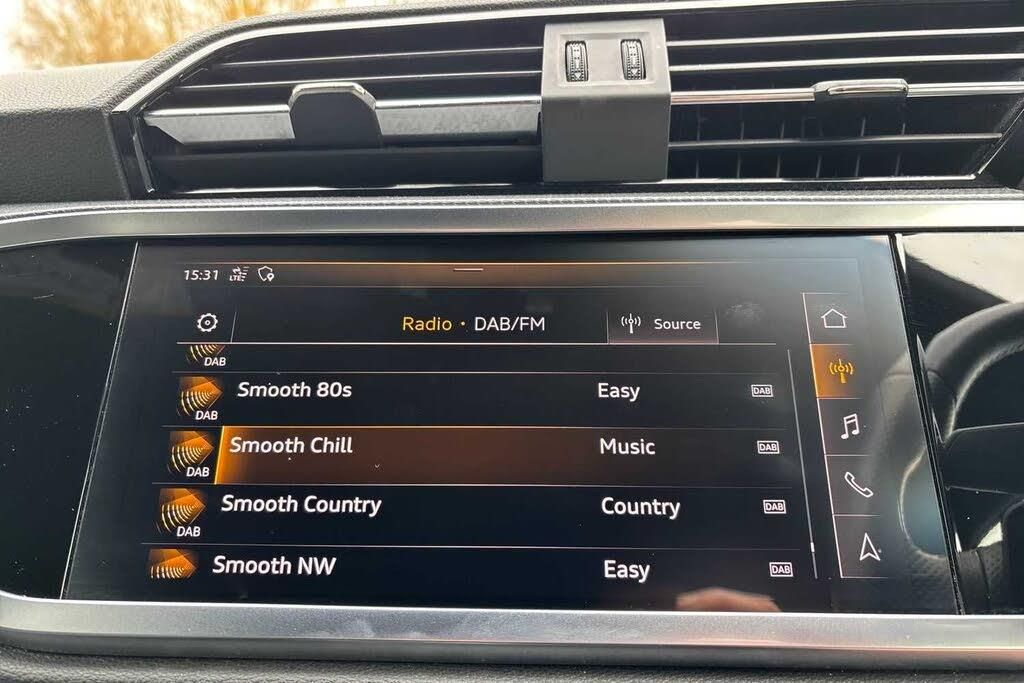 15:31 LTE
Radio • DAB/FM
Source
DAB
Smooth 80s Easy DAB
DAB
Smooth Chill Music DAB
DAB
Smooth Country Country DAB
DAB
Smooth NW Easy DAB